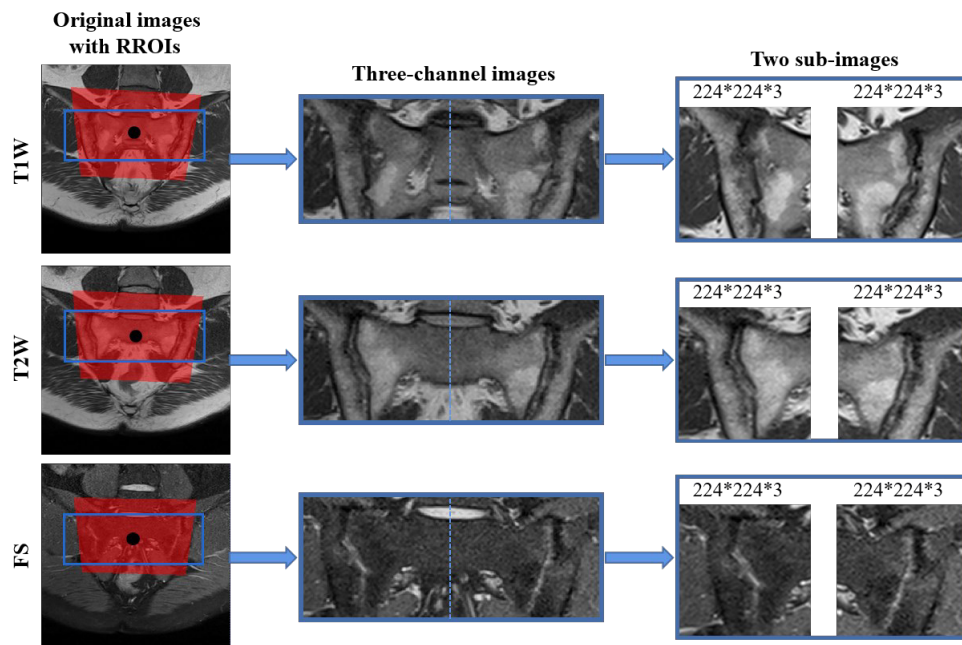 Original images
with RROIs
Three-channel images
Two sub-images
T1W
224*224*3 224*224*3
T2W
224*224*3 224*224*3
FS
224*224*3 224*224*3